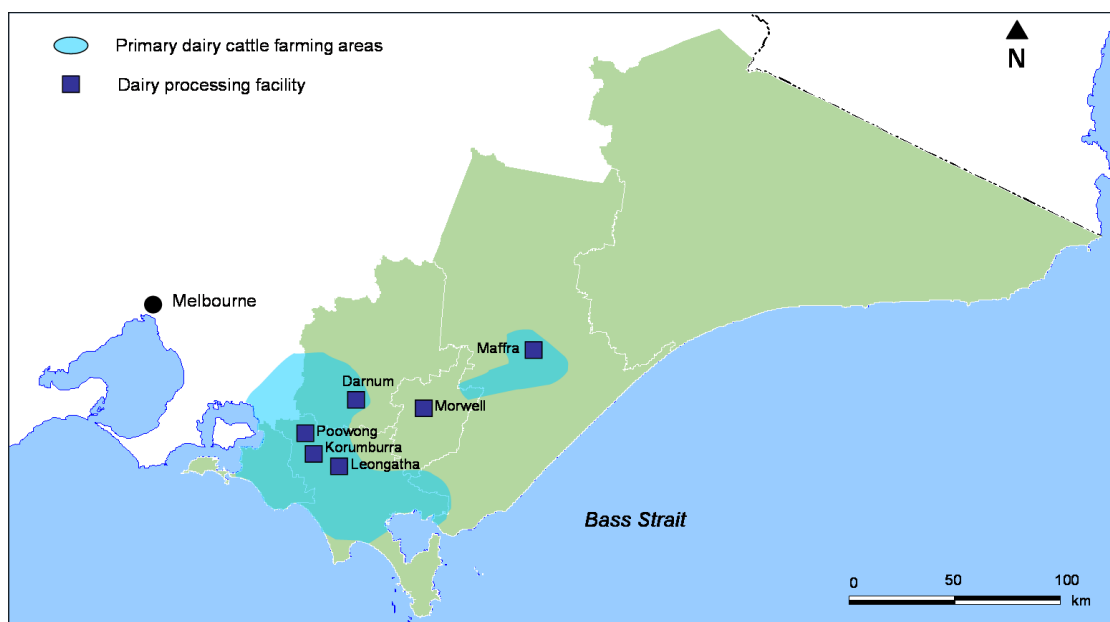 Primary dairy cattle farming areas
Dairy processing facility
N
Melbourne
Maffra
Darnum
Morwell
Poowong
Korumburra
Leongatha
Bass Strait
0 50 100
km